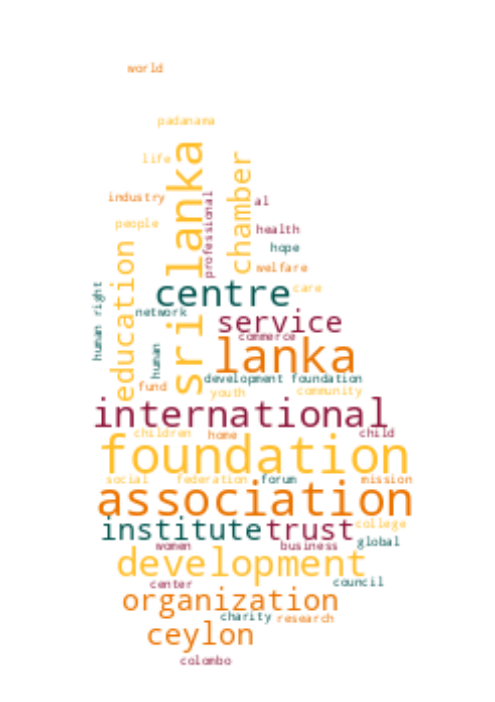 world
padanama
life
sri lanka
chamber
industry
professional
al
people
health
education
hope
welfare
human right
centre
care
network
service
commerce
human
lanka
development foundation
fund
youth
community
international
children
home
child
foundation
social
federation
forum
mission
association
institute
trust
college
women
business
global
development
center
council
organization
charity
research
ceylon
colombo